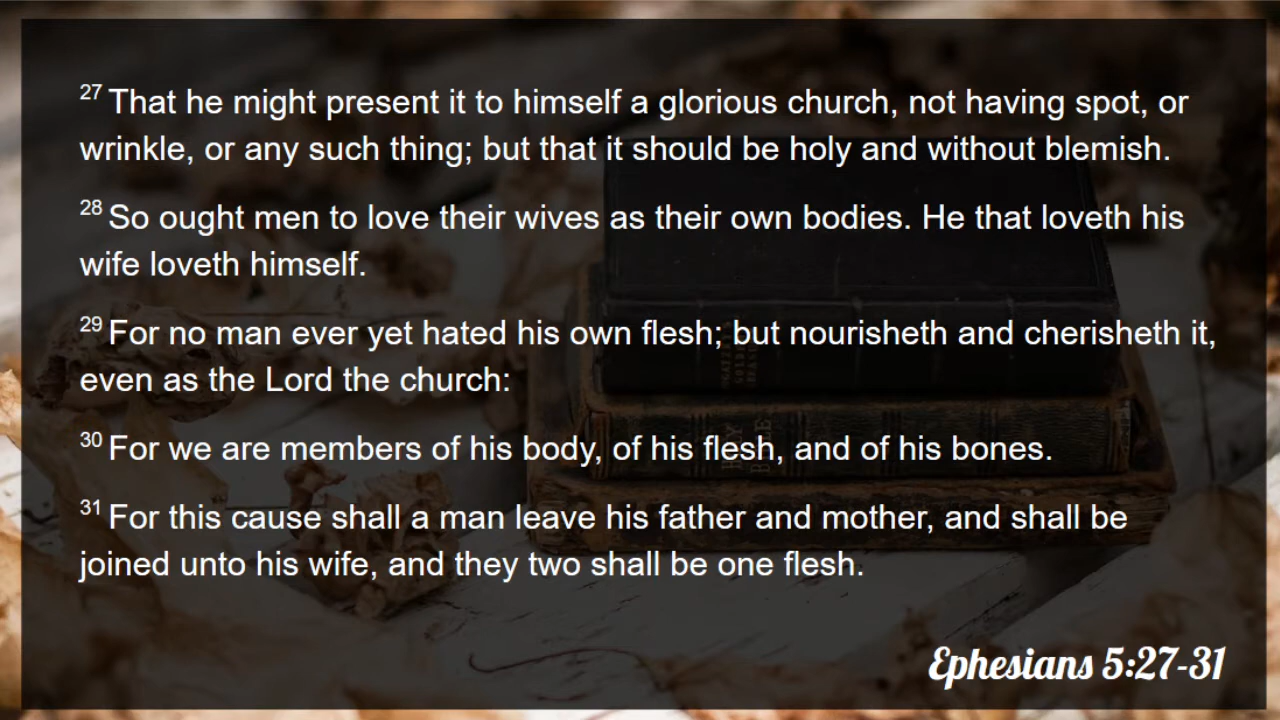 27 That he might present it to himself a glorious church, not having spot, or
wrinkle, or any such thing; but that it should be holy and without blemish.
28 So ought men to love their wives as their own bodies. He that loveth his
wife loveth himself.
29 For no man ever yet hated his own flesh; but nourisheth and cherisheth it,
even as the Lord the church:
30 For we are members of his body, of his flesh, and of his bones.
31 For this cause shall a man leave his father and mother, and shall be
joined unto his wife, and they two shall be one flesh.
Ephesians 5:27-31
HOLY
BIBLE